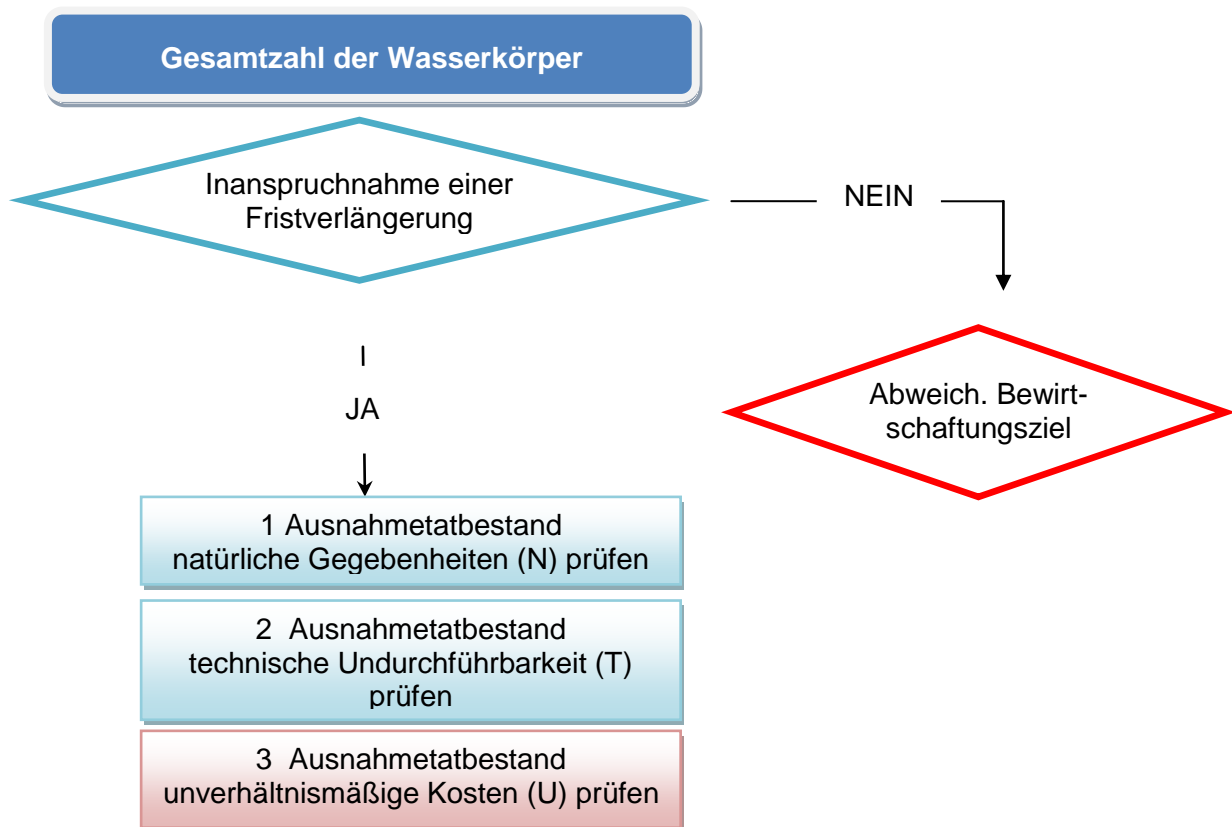 Gesamtzahl der Wasserkörper
Inanspruchnahme einer
Fristverlängerung
NEIN
Abweich. Bewirt-
schaftungsziel
JA
1 Ausnahmetatbestand
natürliche Gegebenheiten (N) prüfen
2 Ausnahmetatbestand
technische Undurchführbarkeit (T)
prüfen
3 Ausnahmetatbestand
unverhältnismäßige Kosten (U) prüfen